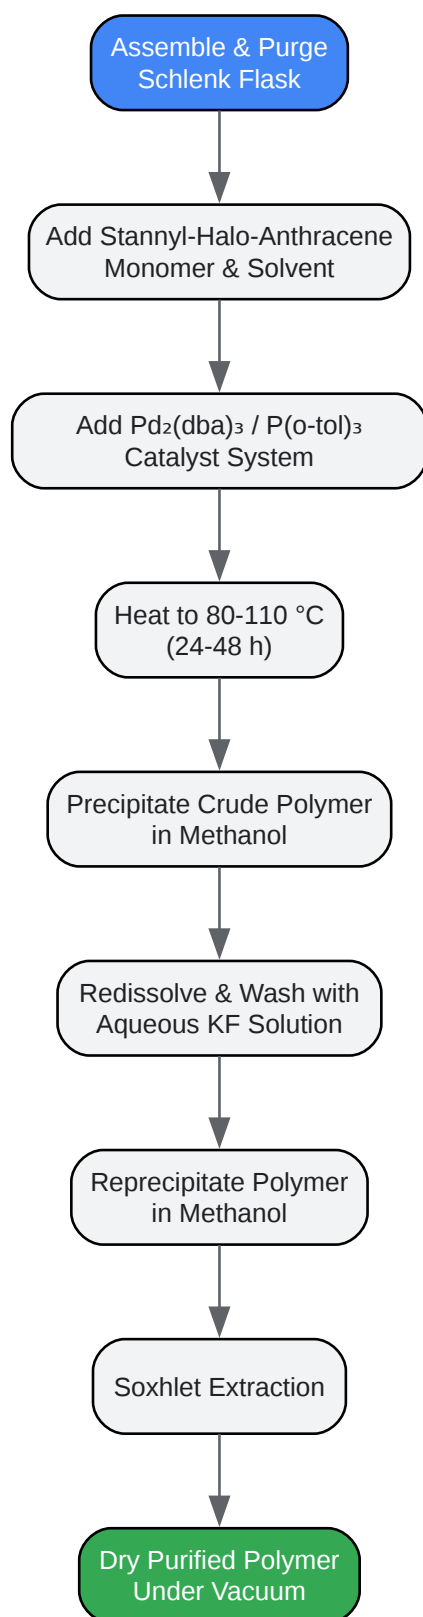 Assemble & Purge
Schlenk Flask
Add Stannyl-Halo-Anthracene
Monomer & Solvent
Add Pd₂(dba)₃ / P(o-tol)₃
Catalyst System
Heat to 80-110 °C
(24-48 h)
Precipitate Crude Polymer
in Methanol
Redissolve & Wash with
Aqueous KF Solution
Reprecipitate Polymer
in Methanol
Soxhlet Extraction
Dry Purified Polymer
Under Vacuum